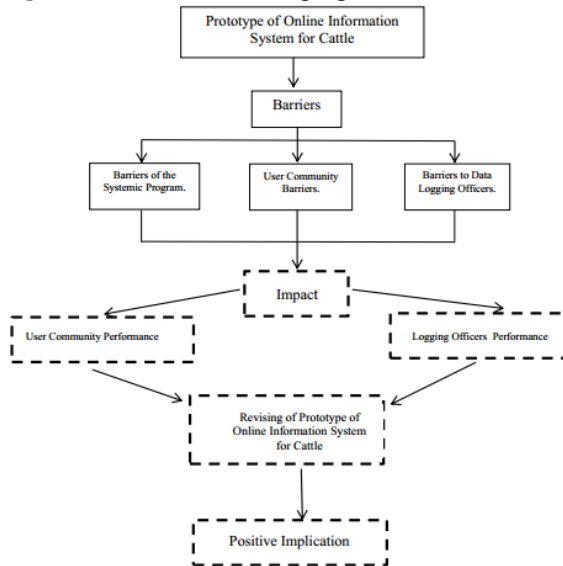 Prototype of Online Information
System for Cattle
Barriers
Barriers of the
Systemic Program.
User Community
Barriers.
Barriers to Data
Logging Officers.
Impact
User Community Performance
Logging Officers Performance
Revising of Prototype of
Online Information System
for Cattle
Positive Implication